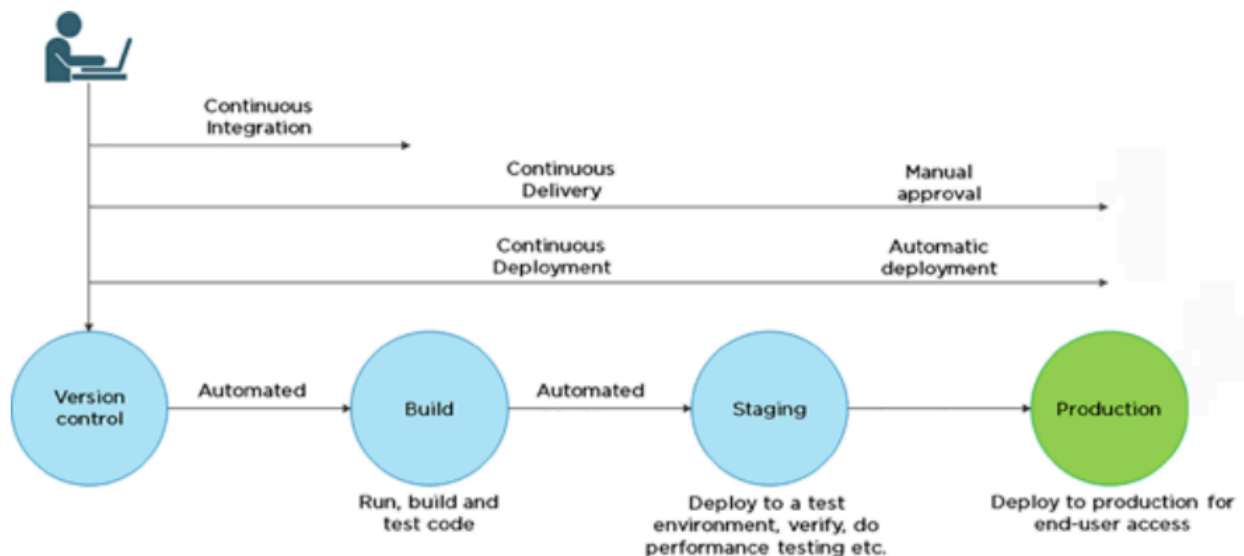 Continuous
Integration
Continuous
Delivery
Manual
approval
Continuous
Deployment
Automatic
deployment
Version
control
Automated
Build
Automated
Staging
Production
Run, build and
test code
Deploy to a test
environment, verify, do
performance testing etc.
Deploy to production for
end-user access